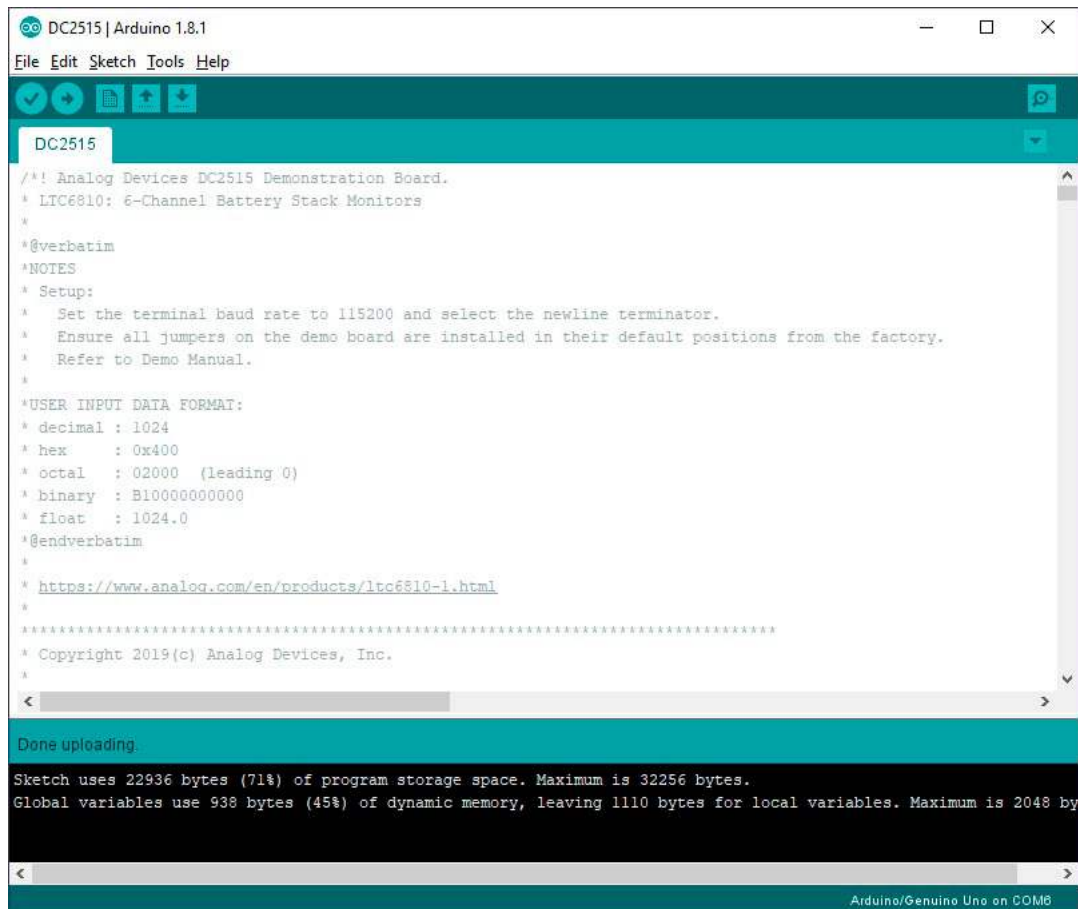 DC2515 | Arduino 1.8.1
File Edit Sketch Tools Help
DC2515
/*! Analog Devices DC2515 Demonstration Board.
* LTC6810: 6-Channel Battery Stack Monitors
*
*@verbatim
*NOTES
* Setup:
*   Set the terminal baud rate to 115200 and select the newline terminator.
*   Ensure all jumpers on the demo board are installed in their default positions from the factory.
*   Refer to Demo Manual.
*
*USER INPUT DATA FORMAT:
* decimal : 1024
* hex     : 0x400
* octal   : 02000  (leading 0)
* binary  : B10000000000
* float   : 1024.0
*@endverbatim
*
* https://www.analog.com/en/products/ltc6810-1.html
*
********************************************************************************
* Copyright 2019(c) Analog Devices, Inc.
*
Done uploading.
Sketch uses 22936 bytes (71%) of program storage space. Maximum is 32256 bytes.
Global variables use 938 bytes (45%) of dynamic memory, leaving 1110 bytes for local variables. Maximum is 2048 by
Arduino/Genuino Uno on COM6